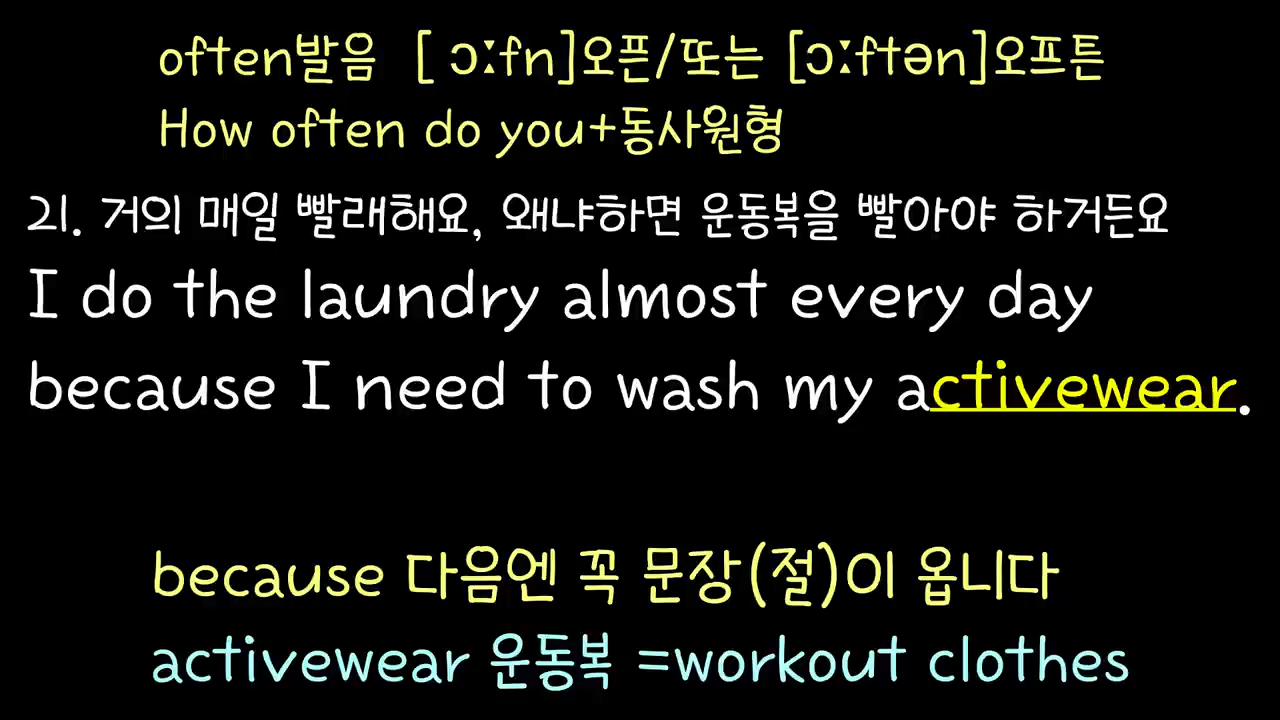 often발음 [ ɔːfn]오픈/또는 [ɔːftən]오프튼
How often do you+동사원형
21. 거의 매일 빨래해요, 왜냐하면 운동복을 빨아야 하거든요
I do the laundry almost every day
because I need to wash my activewear.
because 다음엔 꼭 문장(절)이 옵니다
activewear 운동복 =workout clothes